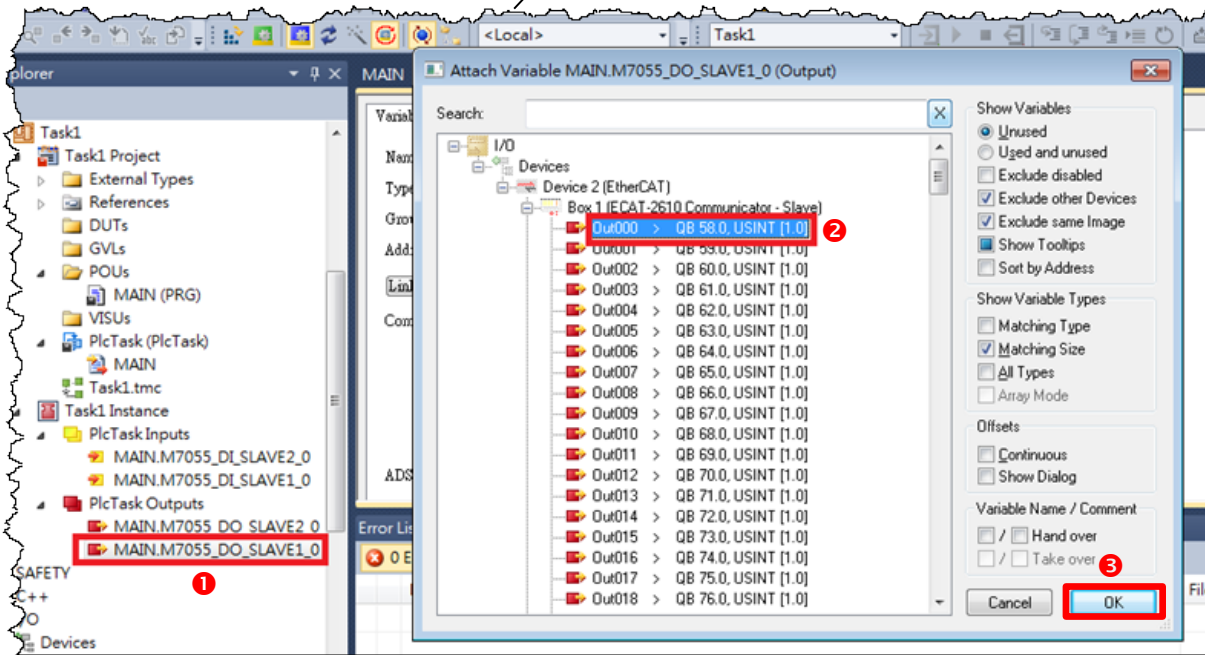 <Local>
Task1
plorer
MAIN
Task1
Task1 Project
External Types
References
DUTs
GVLs
POUs
MAIN (PRG)
VISUs
PlcTask (PlcTask)
MAIN
Task1.tmc
Task1 Instance
PlcTask Inputs
MAIN.M7055_DI_SLAVE2_0
MAIN.M7055_DI_SLAVE1_0
PlcTask Outputs
MAIN.M7055_DO_SLAVE2_0
MAIN.M7055_DO_SLAVE1_0
1
SAFETY
C++
I/O
Devices
Variab
Nam
Type
Grou
Add
Lin
Com
ADS
Error Lis
0 E
Fil
Attach Variable MAIN.M7055_DO_SLAVE1_0 (Output)
Search:
I/O
Devices
Device 2 (EtherCAT)
Box 1 (ECAT-2610 Communicator - Slave)
Out000 > QB 58.0, USINT [1.0]
2
Out001 > QB 59.0, USINT [1.0]
Out002 > QB 60.0, USINT [1.0]
Out003 > QB 61.0, USINT [1.0]
Out004 > QB 62.0, USINT [1.0]
Out005 > QB 63.0, USINT [1.0]
Out006 > QB 64.0, USINT [1.0]
Out007 > QB 65.0, USINT [1.0]
Out008 > QB 66.0, USINT [1.0]
Out009 > QB 67.0, USINT [1.0]
Out010 > QB 68.0, USINT [1.0]
Out011 > QB 69.0, USINT [1.0]
Out012 > QB 70.0, USINT [1.0]
Out013 > QB 71.0, USINT [1.0]
Out014 > QB 72.0, USINT [1.0]
Out015 > QB 73.0, USINT [1.0]
Out016 > QB 74.0, USINT [1.0]
Out017 > QB 75.0, USINT [1.0]
Out018 > QB 76.0, USINT [1.0]
Show Variables
Unused
Used and unused
Exclude disabled
Exclude other Devices
Exclude same Image
Show Tooltips
Sort by Address
Show Variable Types
Matching Type
Matching Size
All Types
Array Mode
Offsets
Continuous
Show Dialog
Variable Name / Comment
/ Hand over
/ Take over
3
Cancel
OK